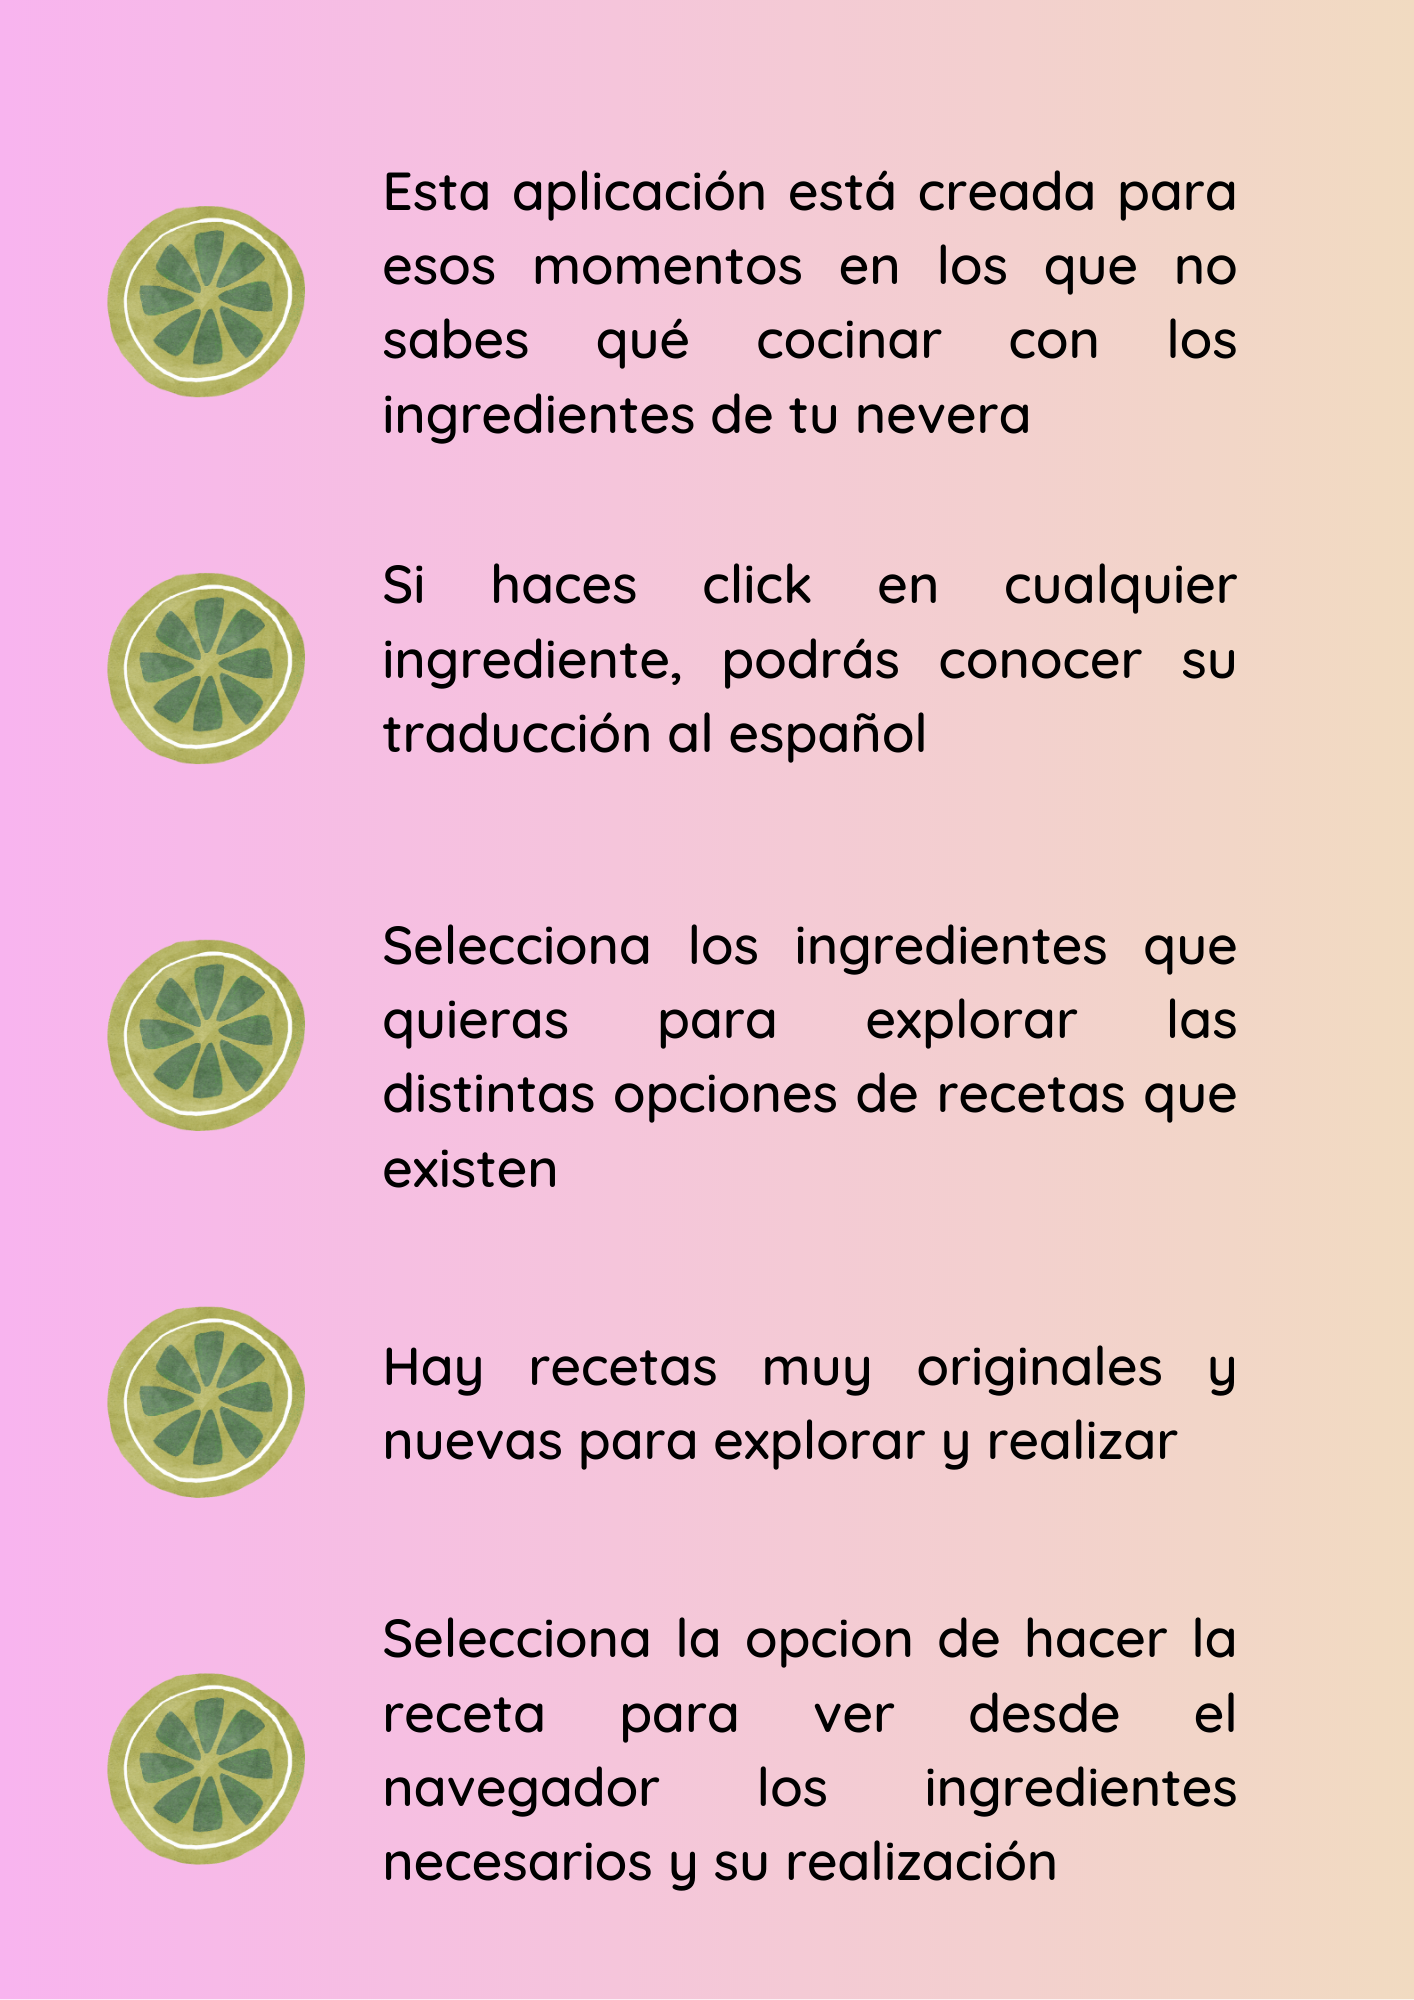 Esta aplicación está creada para
esos momentos en los que no
sabes qué cocinar con los
ingredientes de tu nevera
Si haces click en cualquier
ingrediente, podrás conocer su
traducción al español
Selecciona los ingredientes que
quieras para explorar las
distintas opciones de recetas que
existen
Hay recetas muy originales y
nuevas para explorar y realizar
Selecciona la opcion de hacer la
receta para ver desde el
navegador los ingredientes
necesarios y su realización